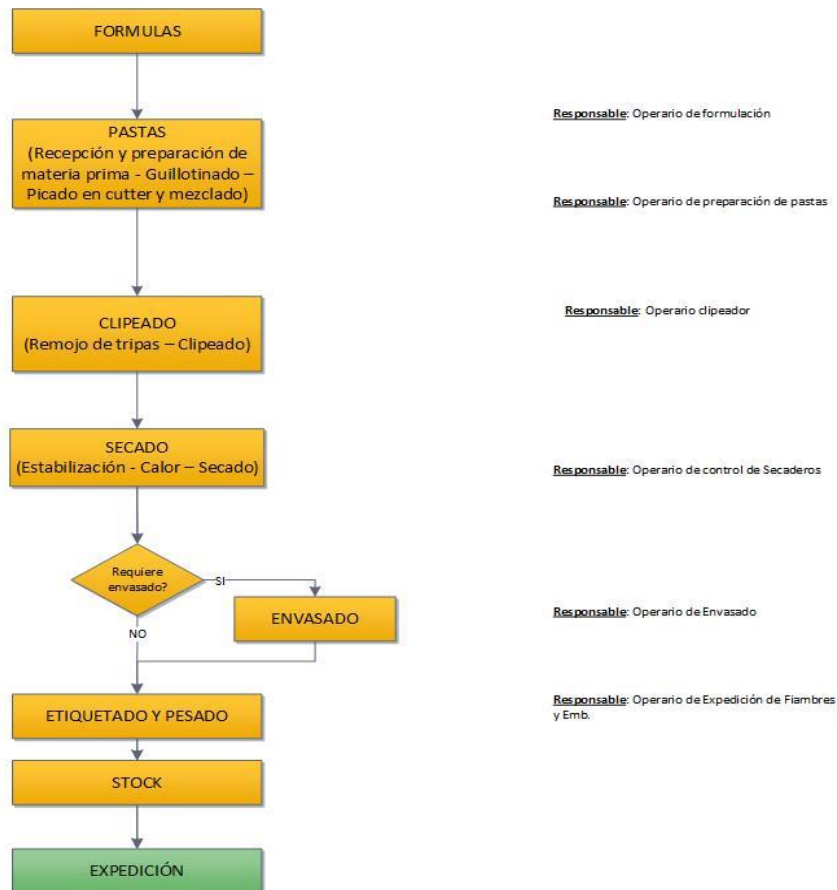 FORMULAS
Responsable: Operario de formulación
PASTAS
(Recepción y preparación de
materia prima - Guillotinado –
Picado en cutter y mezclado)
Responsable: Operario de preparación de pastas
CLIPEADO
(Remojo de tripas – Clipeado)
Responsable: Operario clipeador
SECADO
(Estabilización - Calor – Secado)
Responsable: Operario de control de Secaderos
Requiere
envasado?
SI
NO
ENVASADO
Responsable: Operario de Envasado
ETIQUETADO Y PESADO
Responsable: Operario de Expedición de Fiambres
y Emb.
STOCK
EXPEDICIÓN